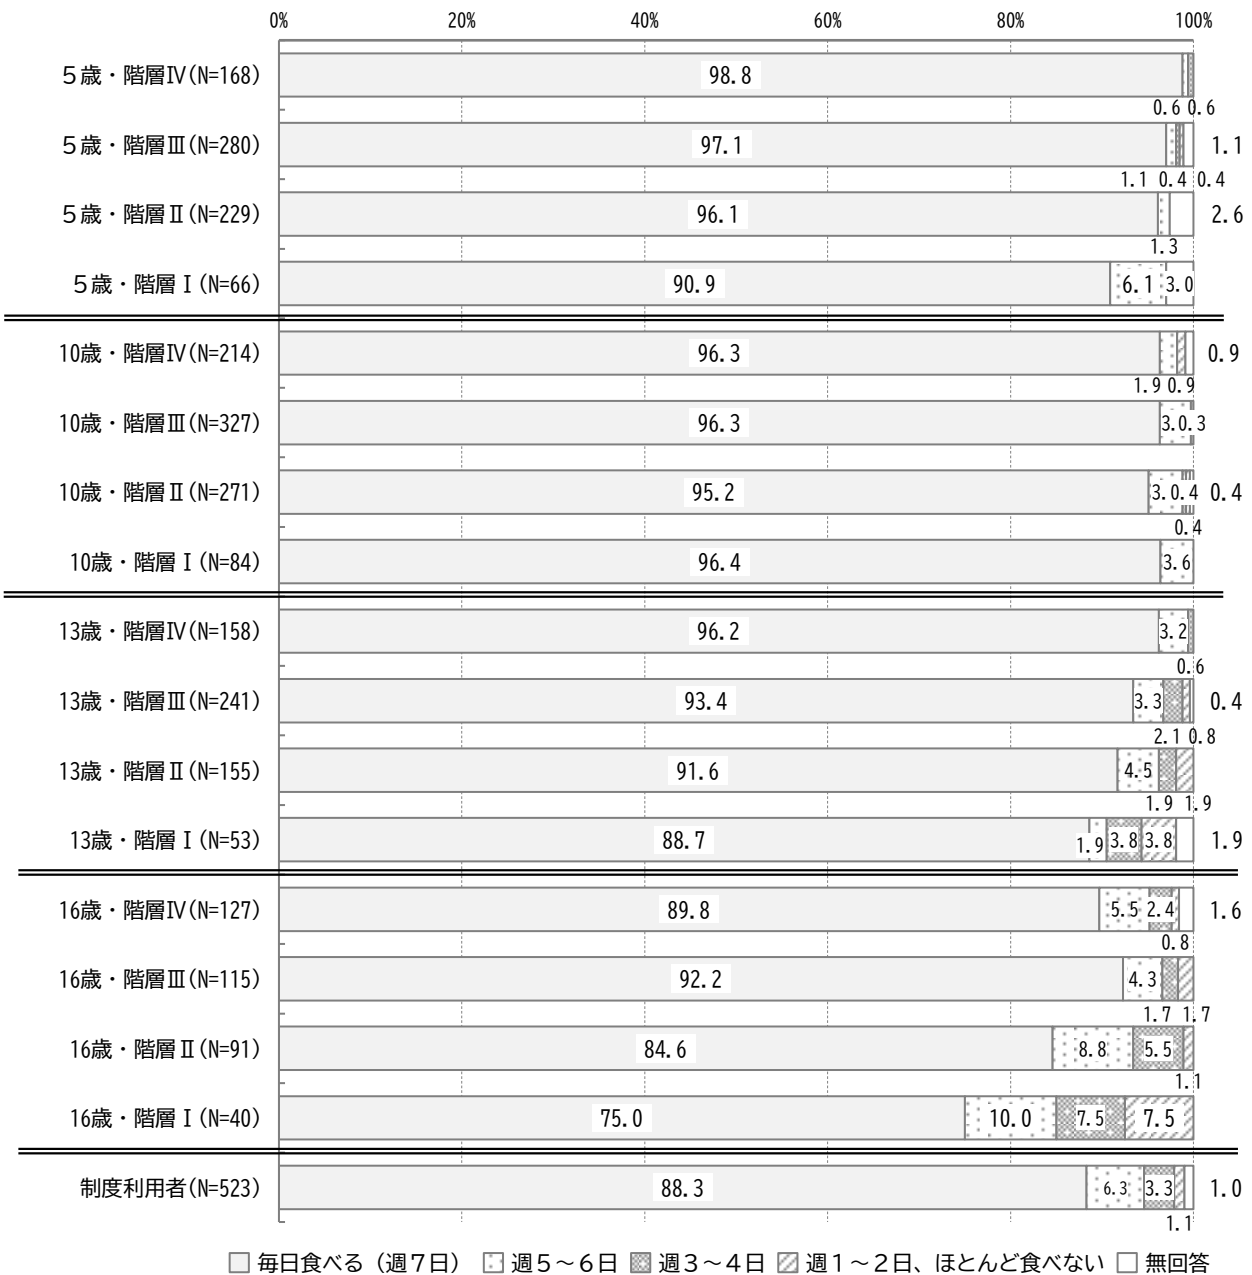 0% 20% 40% 60% 80% 100%
5歳・階層Ⅳ(N=168) 98.8
0.6 0.6
5歳・階層Ⅲ(N=280) 97.1 1.1
1.1 0.4 0.4
5歳・階層Ⅱ(N=229) 96.1 2.6
1.3
5歳・階層Ⅰ(N=66) 90.9 6.1 3.0
10歳・階層Ⅳ(N=214) 96.3 0.9
1.9 0.9
10歳・階層Ⅲ(N=327) 96.3 3.0 0.3
10歳・階層Ⅱ(N=271) 95.2 3.0 0.4 0.4
0.4
10歳・階層Ⅰ(N=84) 96.4 3.6
13歳・階層Ⅳ(N=158) 96.2 3.2
0.6
13歳・階層Ⅲ(N=241) 93.4 3.3 0.4
2.1 0.8
13歳・階層Ⅱ(N=155) 91.6 4.5
1.9 1.9
13歳・階層Ⅰ(N=53) 88.7 1.9 3.8 3.8 1.9
16歳・階層Ⅳ(N=127) 89.8 5.5 2.4 1.6
0.8
16歳・階層Ⅲ(N=115) 92.2 4.3
1.7 1.7
16歳・階層Ⅱ(N=91) 84.6 8.8 5.5
1.1
16歳・階層Ⅰ(N=40) 75.0 10.0 7.5 7.5
制度利用者(N=523) 88.3 6.3 3.3 1.0
1.1
毎日食べる（週７日） 週５～６日 週３～４日 週１～２日、ほとんど食べない 無回答